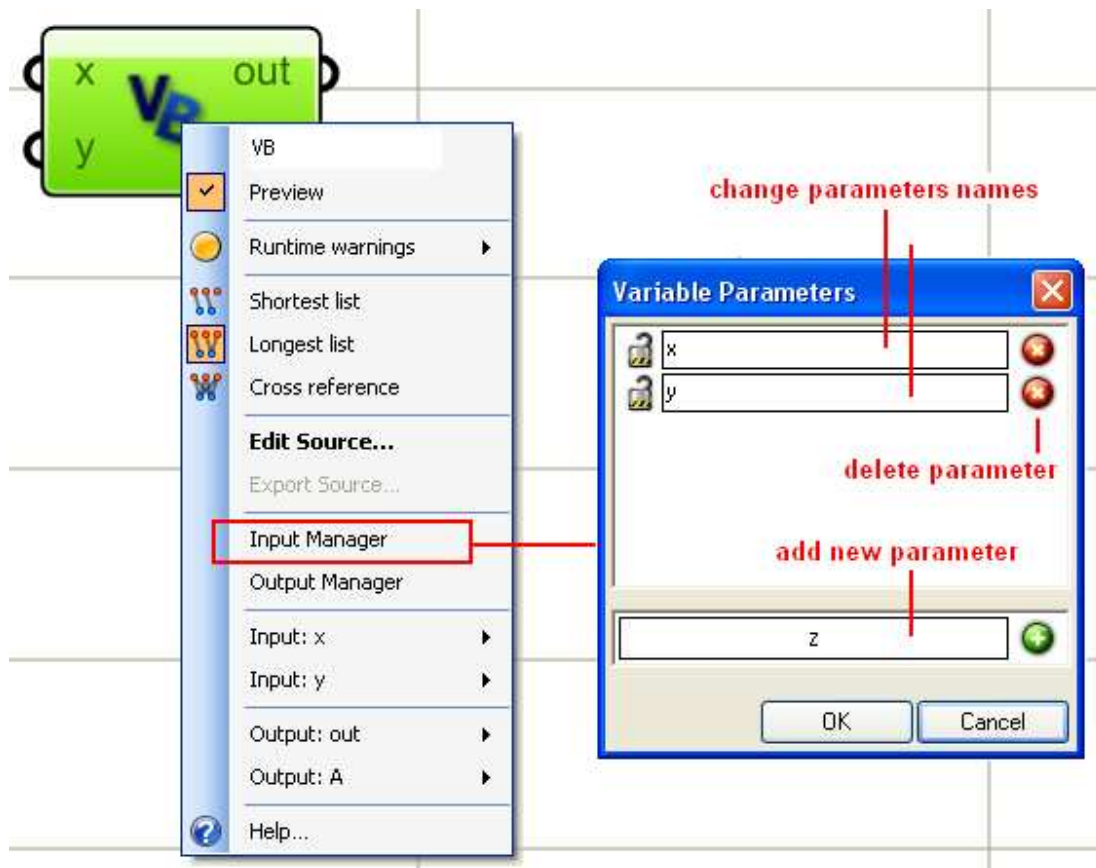 x
out
VB
y
VB
Preview
Runtime warnings
Shortest list
Longest list
Cross reference
Edit Source...
Export Source...
Input Manager
Output Manager
Input: x
Input: y
Output: out
Output: A
Help...
change parameters names
Variable Parameters
x
y
delete parameter
add new parameter
z
OK
Cancel